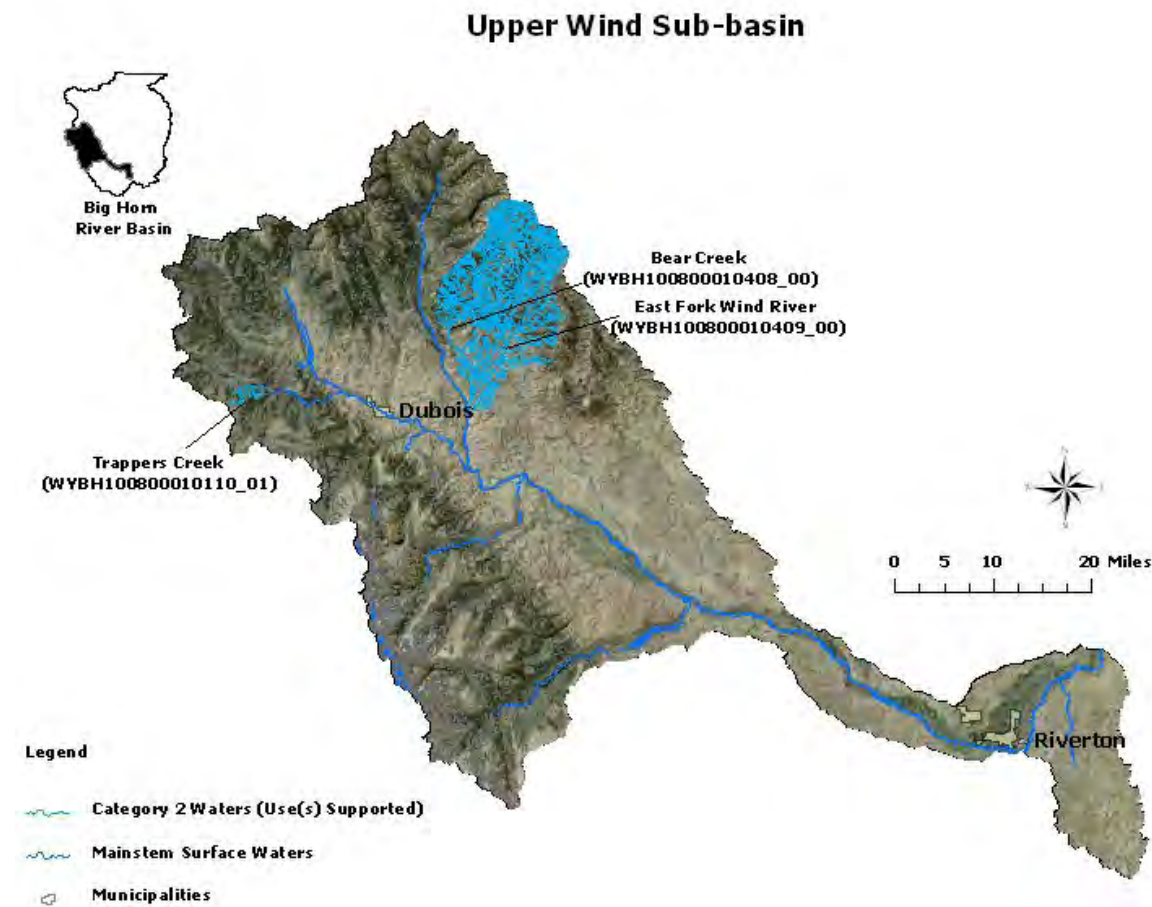 Upper Wind Sub-basin
Big Horn
River Basin
Bear Creek
(WYBH100800010408_00)
East Fork Wind River
(WYBH100800010409_00)
Dubois
Trappers Creek
(WYBH100800010110_01)
0 5 10 20 Miles
Riverton
Legend
Category 2 Waters (Use(s) Supported)
Mainstem Surface Waters
Municipalities